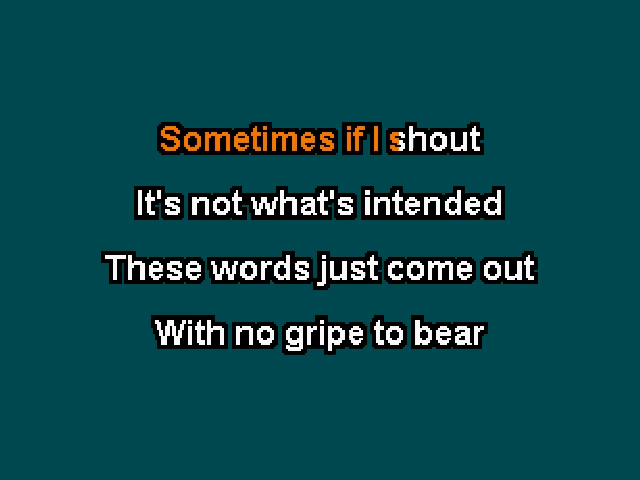 Sometimes if I shout
It's not what's intended
These words just come out
With no gripe to bear